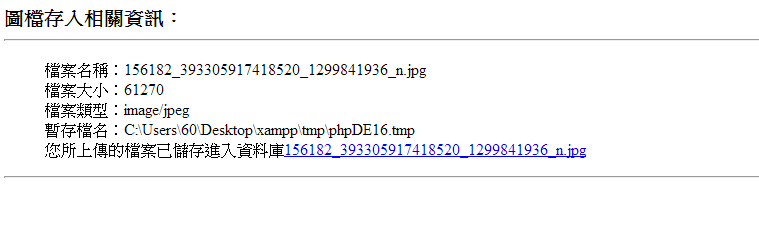 圖檔存入相關資訊：
檔案名稱：156182_393305917418520_1299841936_n.jpg
檔案大小：61270
檔案類型：image/jpeg
暫存檔名：C:\Users\60\Desktop\xampp\tmp\phpDE16.tmp
您所上傳的檔案已儲存進入資料庫156182_393305917418520_1299841936_n.jpg